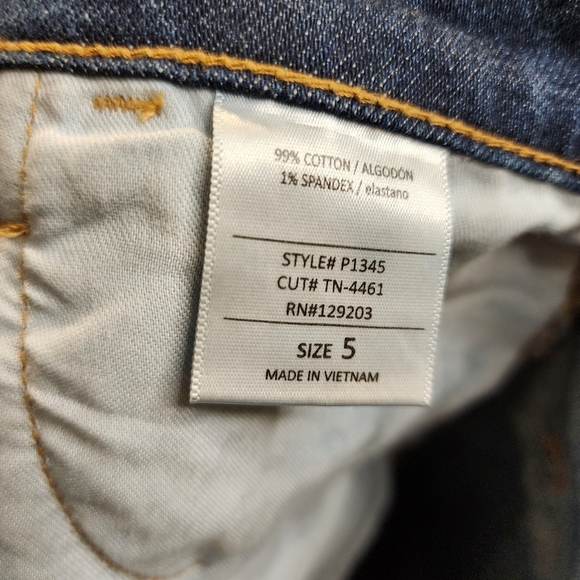 99% COTTON / ALGODÓN
1% SPANDEX / elastano
STYLE# P1345
CUT# TN-4461
RN#129203
SIZE 5
MADE IN VIETNAM